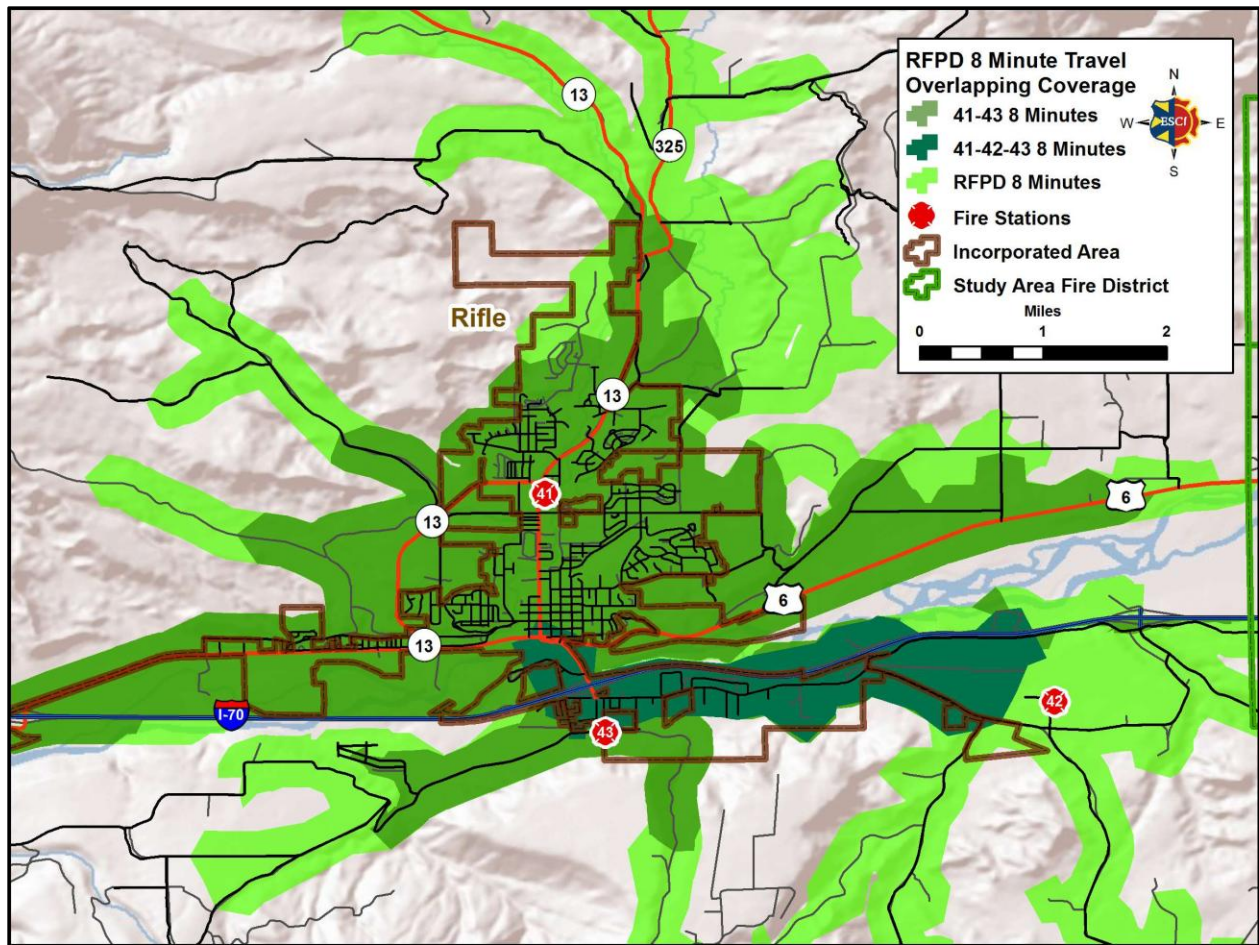 RFPD 8 Minute Travel
Overlapping Coverage
41-43 8 Minutes
41-42-43 8 Minutes
RFPD 8 Minutes
Fire Stations
Incorporated Area
Study Area Fire District
Miles
0 1 2
N
W E
S
ESCI
13
325
Rifle
13
41
6
13
6
13
42
I-70
43